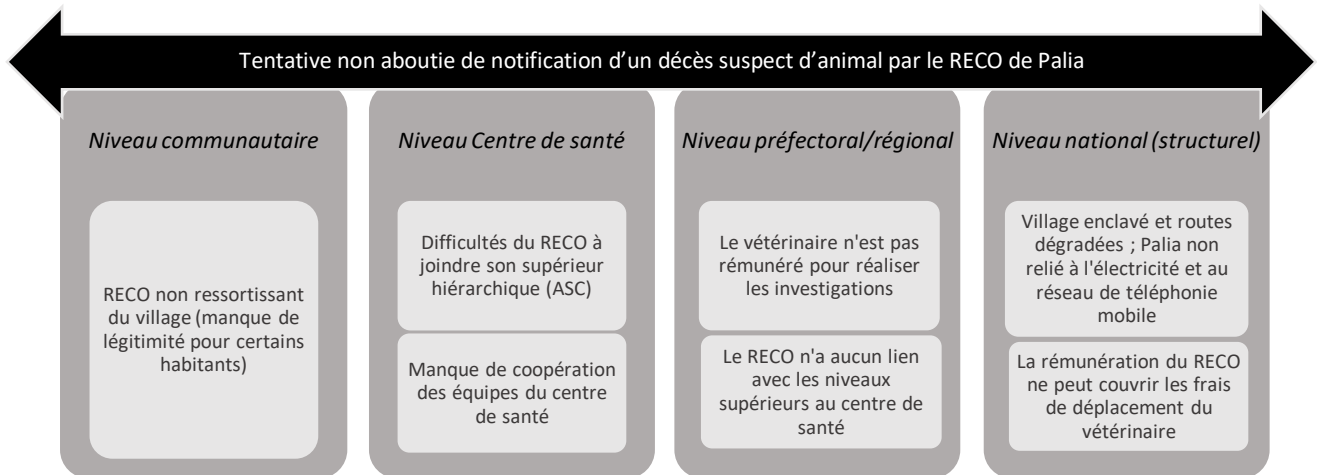 Tentative non aboutie de notification d'un décès suspect d'animal par le RECO de Palia
Niveau communautaire
RECO non ressortissant
du village (manque de
légitimité pour certains
habitants)
Niveau Centre de santé
Difficultés du RECO à
joindre son supérieur
hiérarchique (ASC)
Manque de coopération
des équipes du centre
de santé
Niveau préfectoral/régional
Le vétérinaire n'est pas
rémunéré pour réaliser
les investigations
Le RECO n'a aucun lien
avec les niveaux
supérieurs au centre de
santé
Niveau national (structurel)
Village enclavé et routes
dégradées ; Palia non
relié à l'électricité et au
réseau de téléphonie
mobile
La rémunération du RECO
ne peut couvrir les frais
de déplacement du
vétérinaire